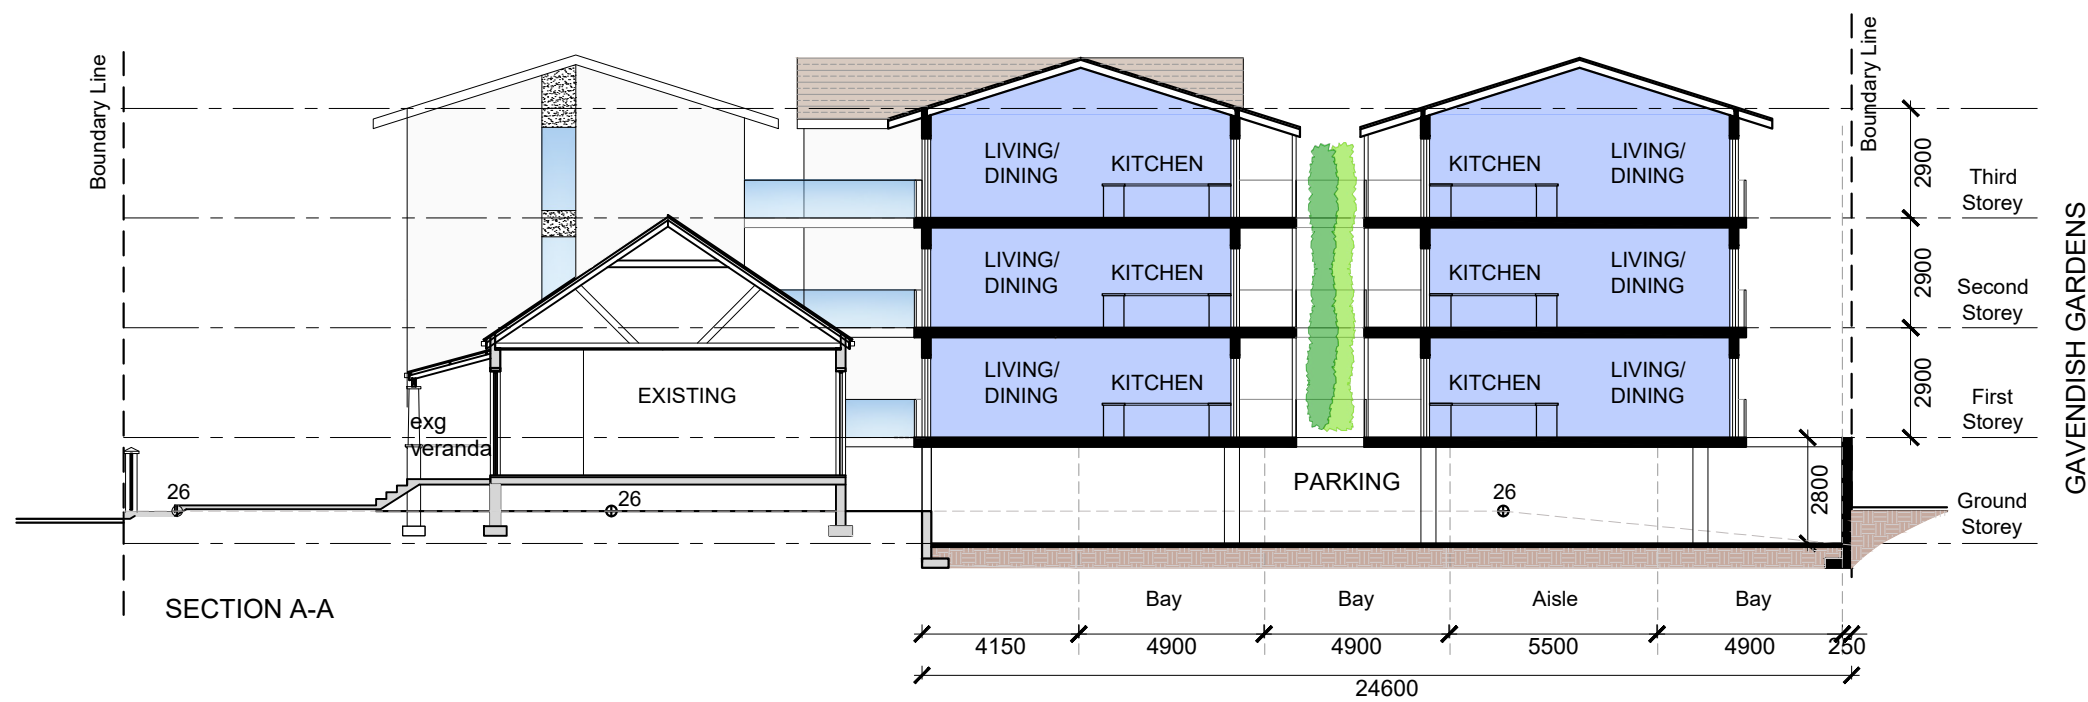 Boundary Line
Boundary Line
LIVING/
DINING
KITCHEN
KITCHEN
LIVING/
DINING
2900
Third
Storey
LIVING/
DINING
KITCHEN
KITCHEN
LIVING/
DINING
2900
Second
Storey
LIVING/
DINING
KITCHEN
KITCHEN
LIVING/
DINING
2900
First
Storey
GAVENDISH GARDENS
EXISTING
exg
veranda
PARKING
26
26
26
2800
Ground
Storey
SECTION A-A
Bay
Bay
Aisle
Bay
4150
4900
4900
5500
4900
250
24600